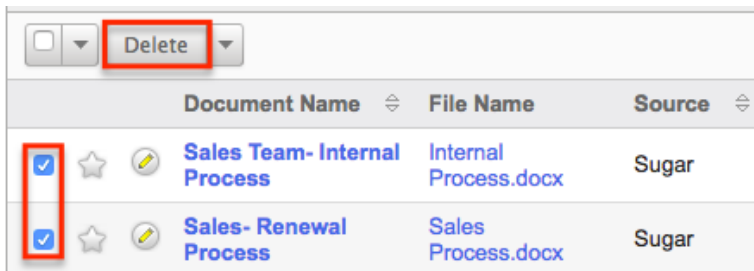 Delete
Document Name File Name Source
Sales Team- Internal Internal
Process Process.docx Sugar
Sales- Renewal Sales
Process Process.docx Sugar